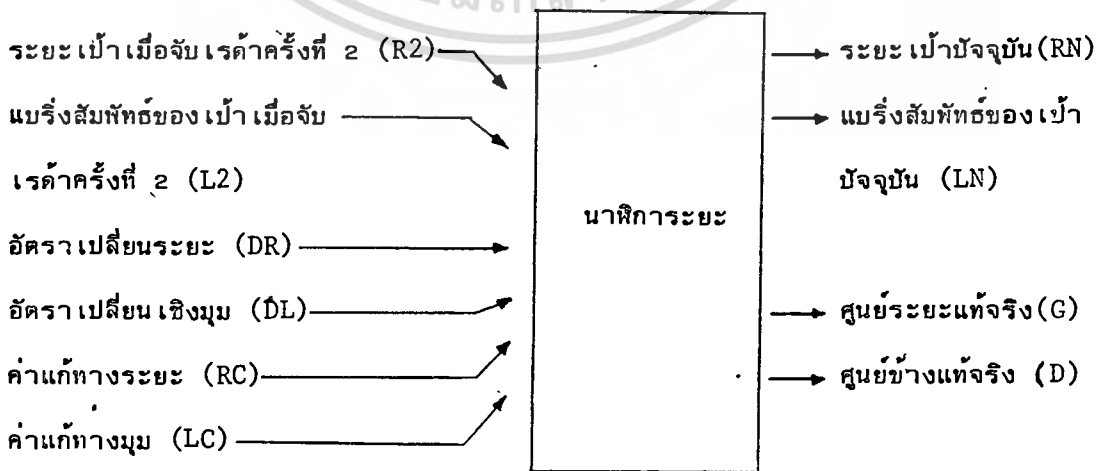 ระยะเป้าเมื่อจับเรด้าครั้งที่ 2 (R2)
แบริ่งสัมพัทธ์ของเป้าเมื่อจับ
เรด้าครั้งที่ 2 (L2)
อัตราเปลี่ยนระยะ (DR)
อัตราเปลี่ยนเชิงมุม (DL)
ค่าแก้ทางระยะ (RC)
ค่าแก้ทางมุม (LC)
นาฬิการะยะ
ระยะเป้าปัจจุบัน(RN)
แบริ่งสัมพัทธ์ของเป้า
ปัจจุบัน (LN)
ศูนย์ระยะแท้จริง(G)
ศูนย์ข้างแท้จริง (D)